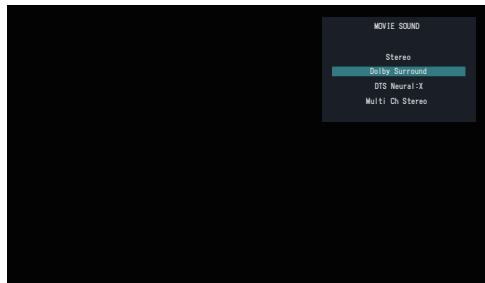 MOVIE SOUND
Stereo
Dolby Surround
DTS Neural:X
Multi Ch Stereo